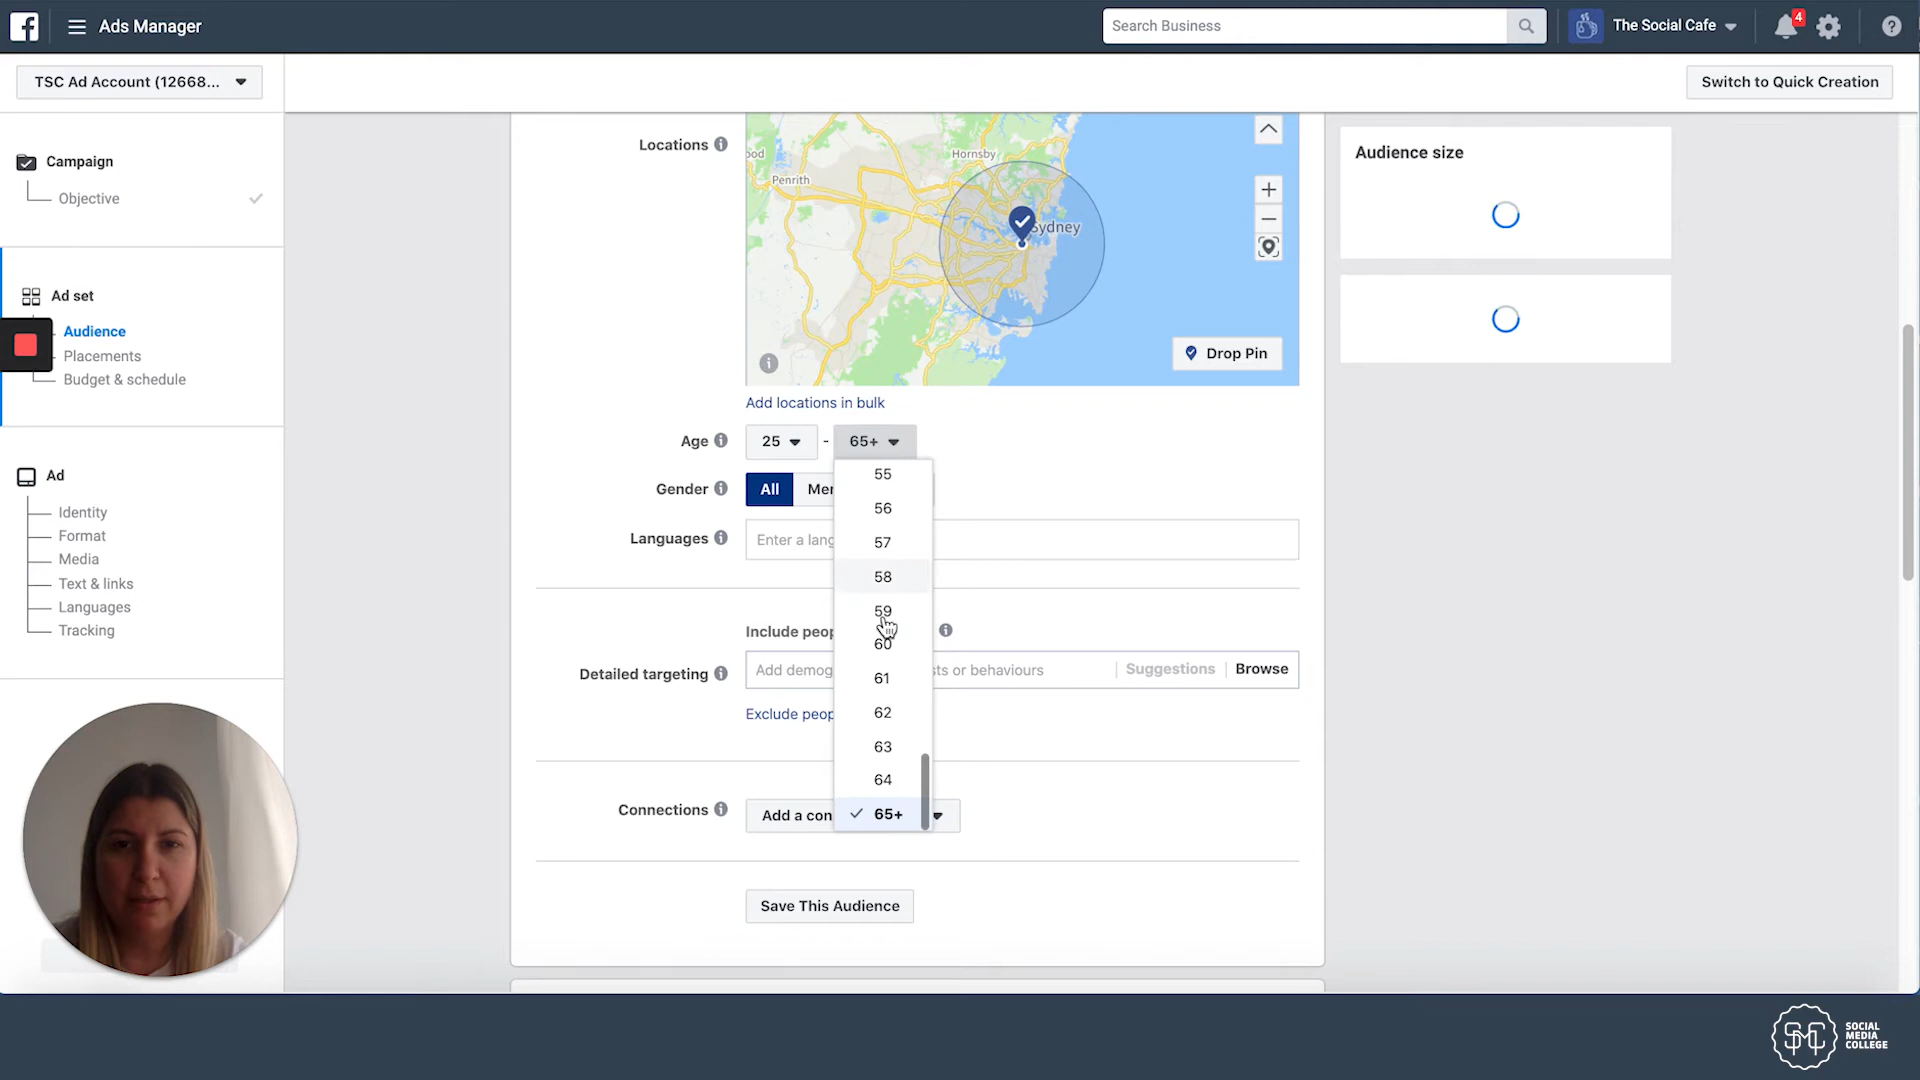 Ads Manager
Search Business
The Social Cafe
4
?
TSC Ad Account (12668...
Switch to Quick Creation
Campaign
Objective
Ad set
Audience
Placements
Budget & schedule
Ad
Identity
Format
Media
Text & links
Languages
Tracking
Locations
ood
Penrith
Hornsby
Sydney
Drop Pin
Add locations in bulk
Age
25
-
65+
Gender
All
Men
Languages
Enter a lang
55
56
57
58
59
60
61
62
63
64
65+
Include peop
Detailed targeting
Add demog
sts or behaviours
Suggestions
Browse
Exclude peop
Connections
Add a con
Save This Audience
Audience size
SMC
SOCIAL
MEDIA
COLLEGE